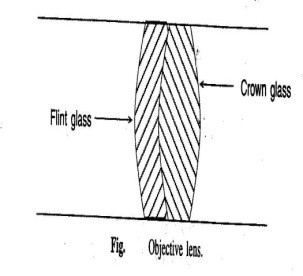 Crown glass
Flint glass
Fig. Objective lens.